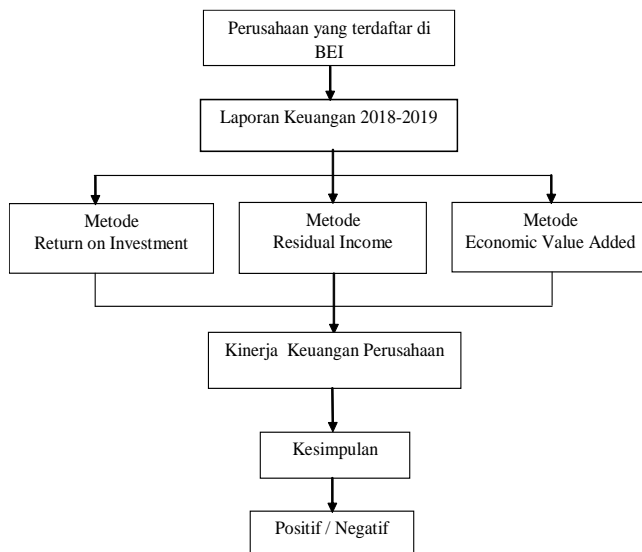 Perusahaan yang terdaftar di
BEI
Laporan Keuangan 2018-2019
Metode
Return on Investment
Metode
Residual Income
Metode
Economic Value Added
Kinerja Keuangan Perusahaan
Kesimpulan
Positif / Negatif